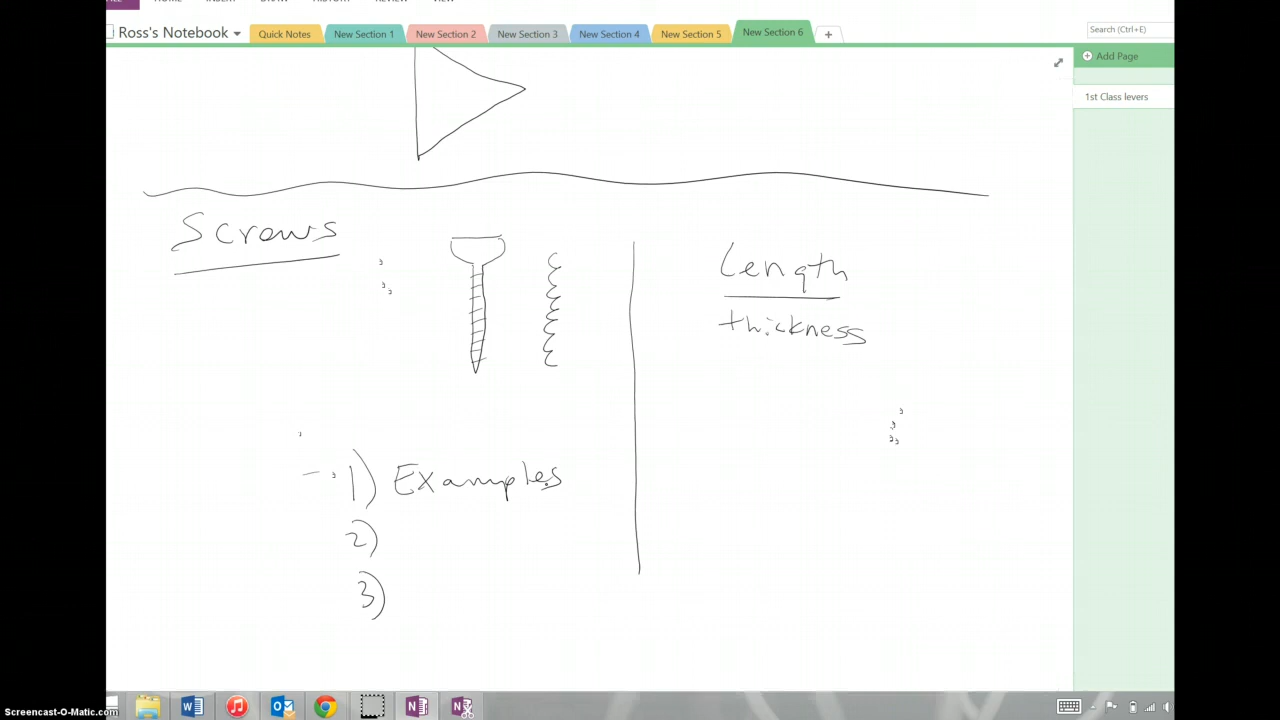 Ross's Notebook
Quick Notes
New Section 1
New Section 2
New Section 3
New Section 4
New Section 5
New Section 6
+
Search (Ctrl+E)
Add Page
1st Class levers
Screws
Length
thickness
1) Examples
2)
3)
Screencast-O-Matic.com